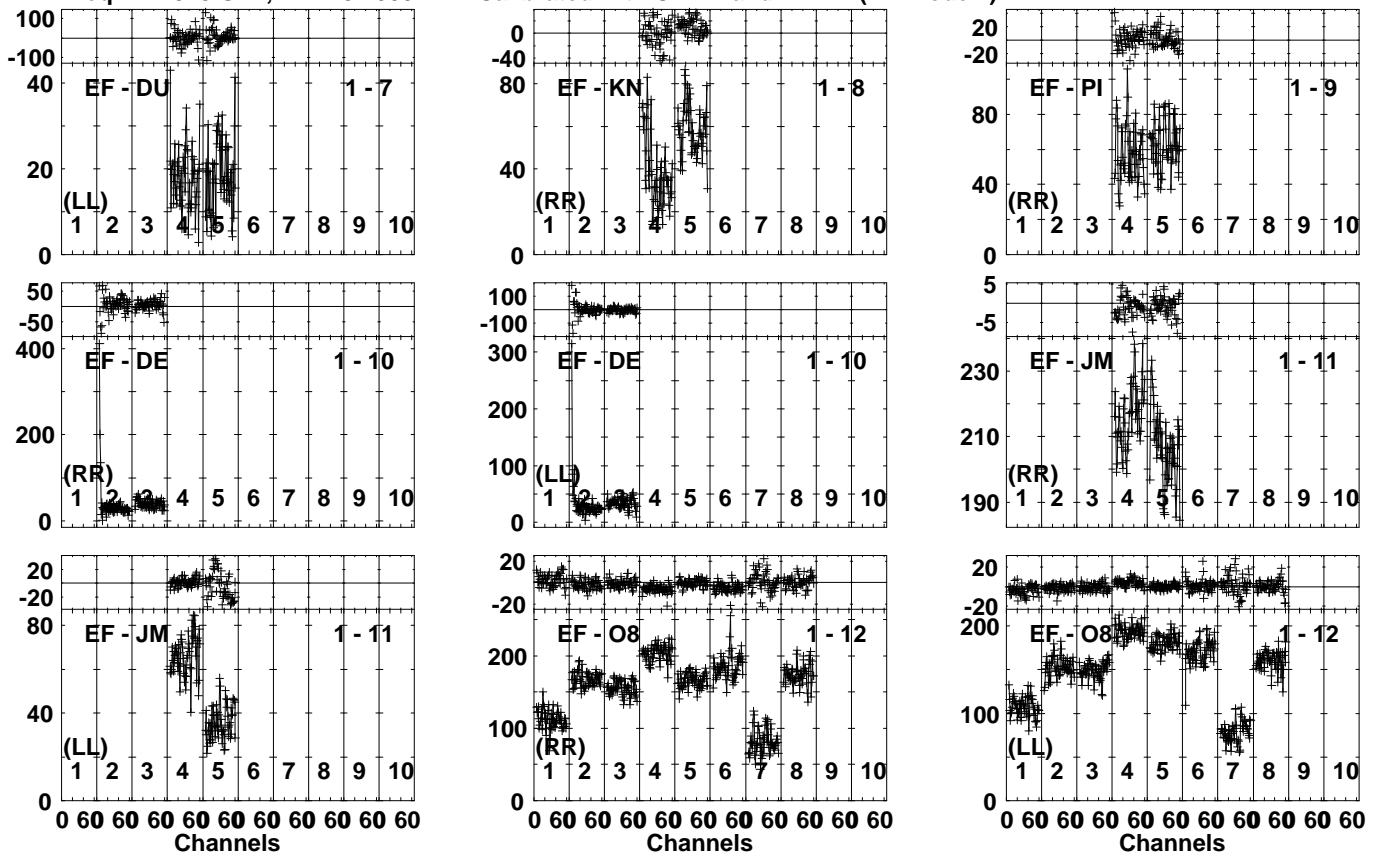 100
-100
40
EF - DU 1 - 7
20
(LL)
1 2 3 4 5 6 7 8 9 10
0
0
-40
80
EF - KN 1 - 8
40
(RR)
1 2 3 4 5 6 7 8 9 10
0
20
-20
EF - PI 1 - 9
80
40
(RR)
1 2 3 4 5 6 7 8 9 10
0
50
-50
400
EF - DE 1 - 10
200
(RR)
1 2 3 4 5 6 7 8 9 10
0
100
-100
300
EF - DE 1 - 10
200
100
(LL)
1 2 3 4 5 6 7 8 9 10
0
5
-5
EF - JM 1 - 11
230
210
(RR)
190
1 2 3 4 5 6 7 8 9 10
20
-20
80
EF - JM 1 - 11
40
(LL)
1 2 3 4 5 6 7 8 9 10
0
0 60 60 60 60 60 60 60 60 60 60
Channels
20
-20
EF - O8 1 - 12
200
100
(RR)
1 2 3 4 5 6 7 8 9 10
0
0 60 60 60 60 60 60 60 60 60 60
Channels
20
-20
200
EF - O8 1 - 12
100
(LL)
1 2 3 4 5 6 7 8 9 10
0
0 60 60 60 60 60 60 60 60 60 60
Channels